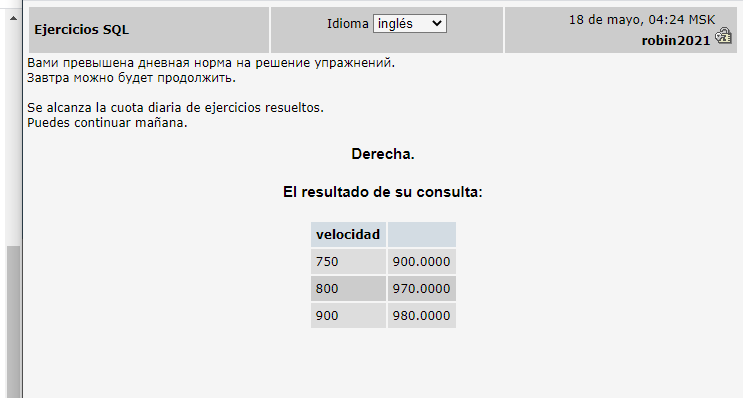 Ejercicios SQL
Idioma inglés
18 de mayo, 04:24 MSK
robin2021
Вами превышена дневная норма на решение упражнений.
Завтра можно будет продолжить.
Se alcanza la cuota diaria de ejercicios resueltos.
Puedes continuar mañana.
Derecha.
El resultado de su consulta:
velocidad
750 900.0000
800 970.0000
900 980.0000